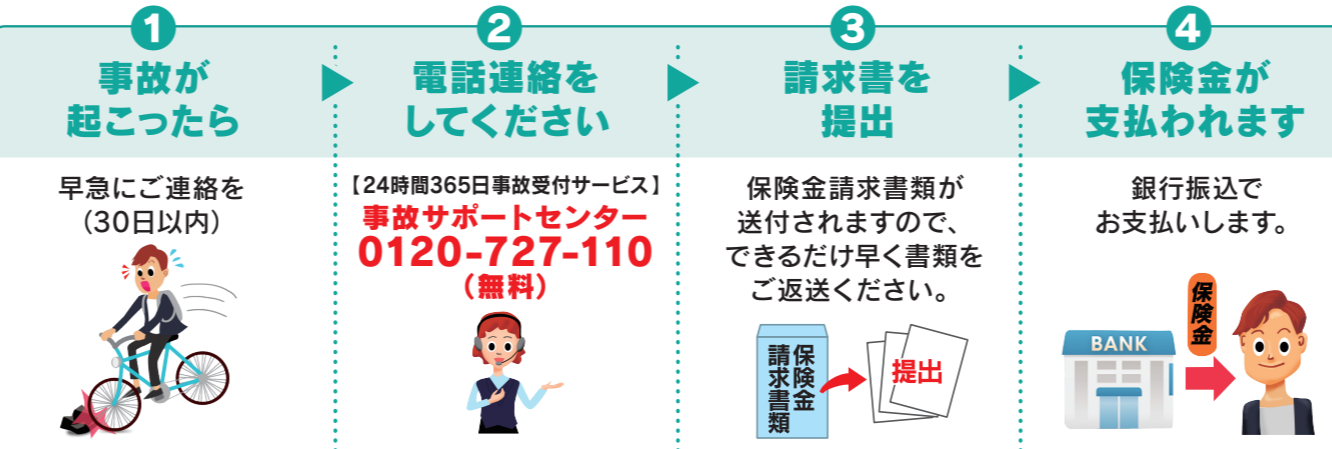 1
事故が
起こったら
早急にご連絡を
(30日以内)
2
電話連絡を
してください
【24時間365日事故受付サービス】
事故サポートセンター
0120-727-110
(無料)
3
請求書を
提出
保険金請求書類が
送付されますので、
できるだけ早く書類を
ご返送ください。
保険金
請求書類
提出
4
保険金が
支払われます
銀行振込で
お支払いします。
BANK
保険金